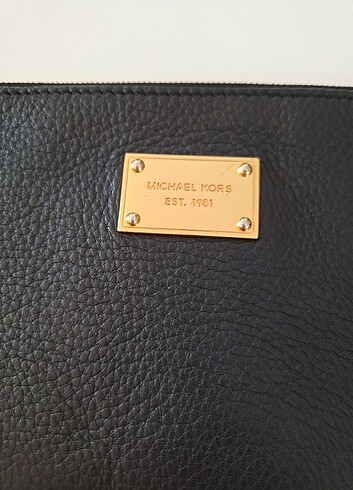 MICHAEL KORS
EST. 1981